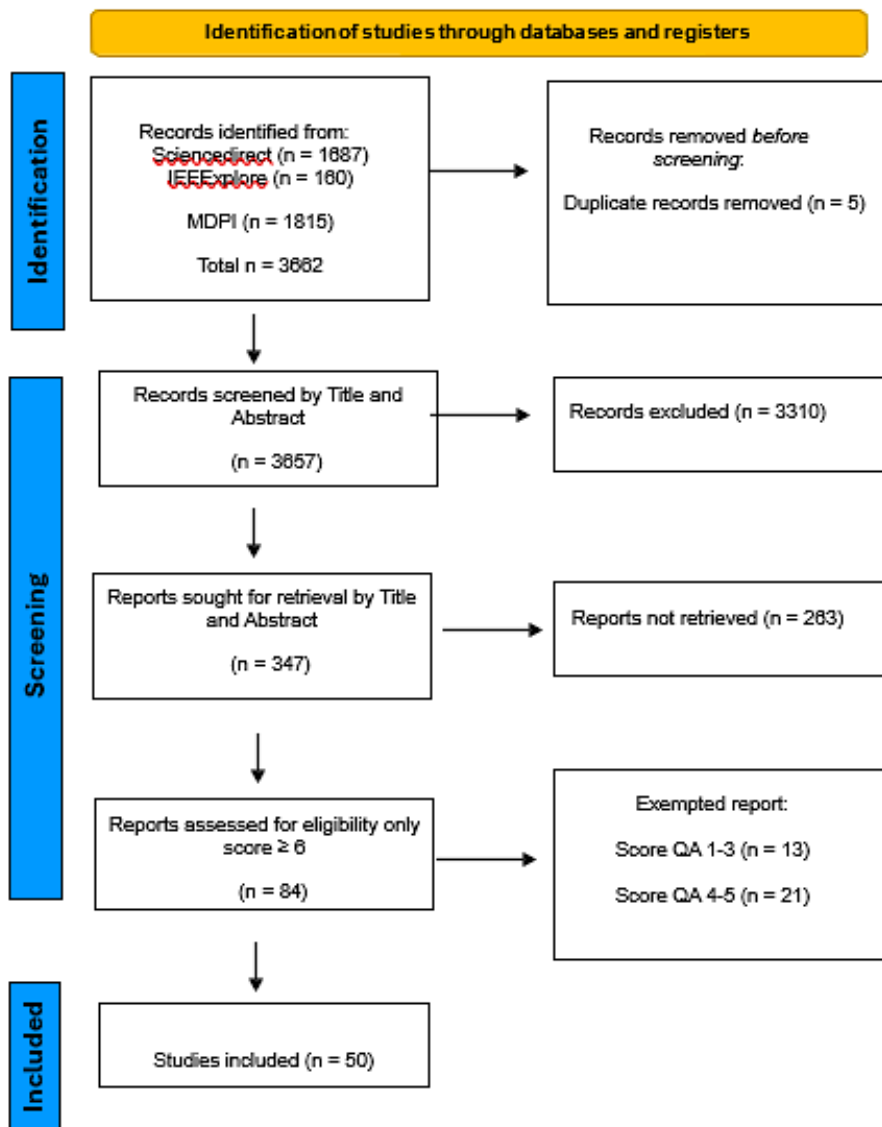 Identification of studies through databases and registers
Identification
Records identified from:
Sciencedirect (n = 1687)
IEEExplore (n = 160)
MDPI (n = 1815)
Total n = 3662
Records removed before
screening:
Duplicate records removed (n = 5)
Screening
Records screened by Title and
Abstract
(n = 3657)
Records excluded (n = 3310)
Reports sought for retrieval by Title
and Abstract
(n = 347)
Reports not retrieved (n = 263)
Reports assessed for eligibility only
score ≥ 6
(n = 84)
Exempted report:
Score QA 1-3 (n = 13)
Score QA 4-5 (n = 21)
Included
Studies included (n = 50)